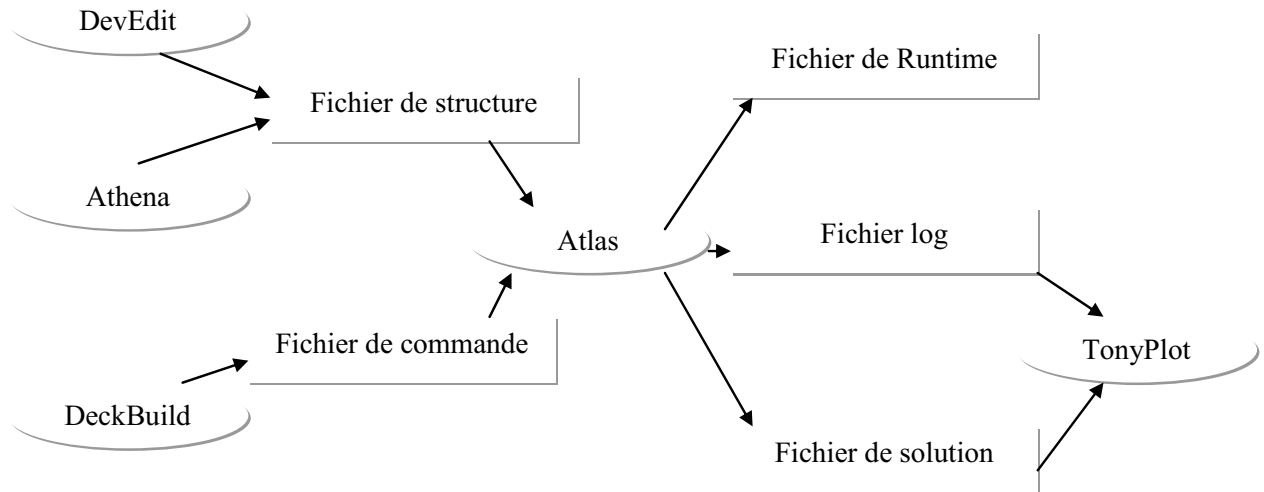 DevEdit
Fichier de Runtime
Fichier de structure
Athena
Atlas
Fichier log
Fichier de commande
TonyPlot
DeckBuild
Fichier de solution